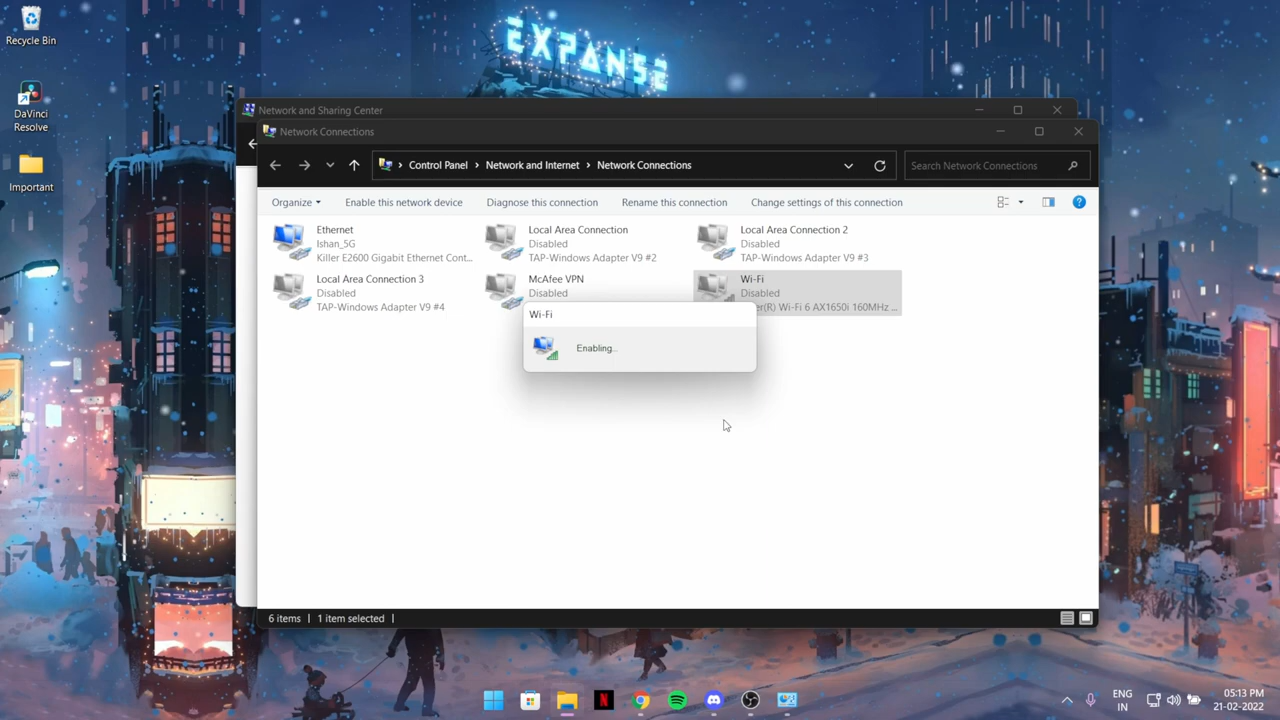 EXPANSE
Recycle Bin
DaVinci
Resolve
Important
Network and Sharing Center
Network Connections
Control Panel
Network and Internet
Network Connections
Search Network Connections
Organize
Enable this network device
Diagnose this connection
Rename this connection
Change settings of this connection
Ethernet
Ishan_5G
Killer E2600 Gigabit Ethernet Cont...
Local Area Connection
Disabled
TAP-Windows Adapter V9 #2
Local Area Connection 2
Disabled
TAP-Windows Adapter V9 #3
Local Area Connection 3
Disabled
TAP-Windows Adapter V9 #4
McAfee VPN
Disabled
Wi-Fi
Disabled
er(R) Wi-Fi 6 AX1650i 160MHz ...
Wi-Fi
Enabling...
6 items
1 item selected
ENG
IN
05:13 PM
21-02-2022